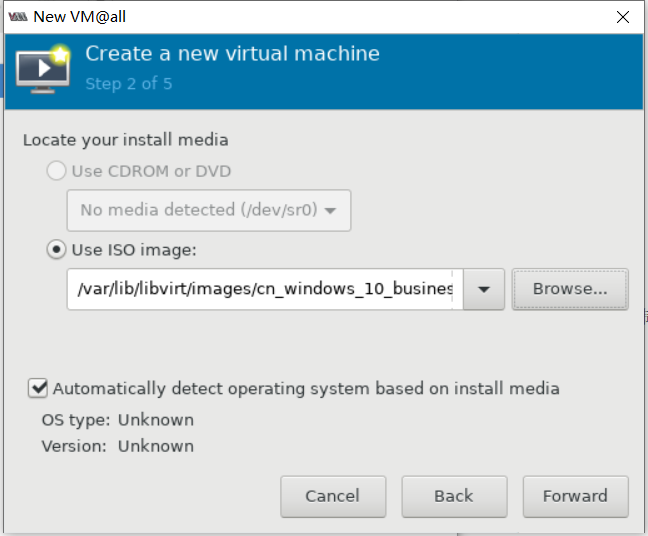 New VM@all
Create a new virtual machine
Step 2 of 5
Locate your install media
Use CDROM or DVD
No media detected (/dev/sr0)
Use ISO image:
/var/lib/libvirt/images/cn_windows_10_busines
Browse...
Automatically detect operating system based on install media
OS type: Unknown
Version: Unknown
Cancel
Back
Forward